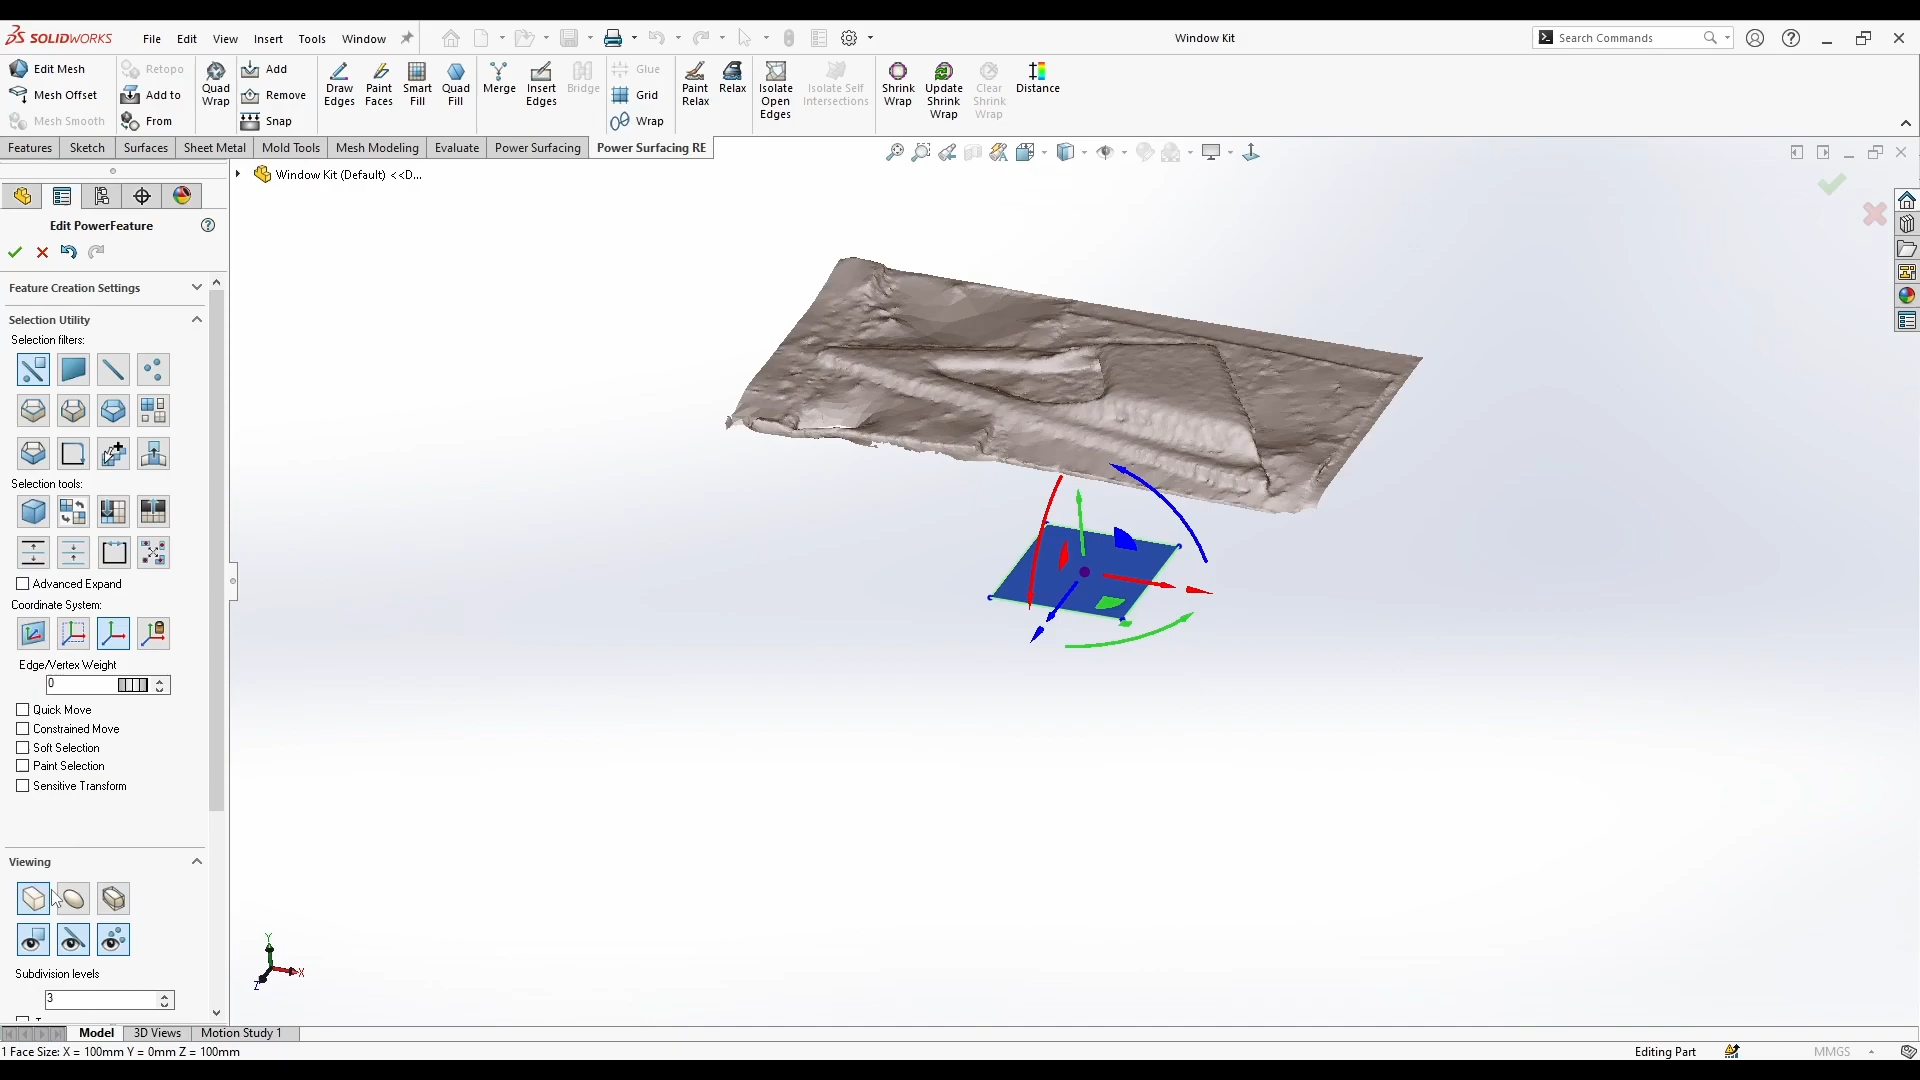 SOLIDWORKS File Edit View Insert Tools Window Window Kit Search Commands
Edit Mesh Retopo Quad Wrap Add Draw Edges Paint Faces Smart Fill Quad Fill Merge Insert Edges Bridge Glue Paint Relax Relax Isolate Open Edges Isolate Self Intersections Shrink Wrap Update Shrink Wrap Clear Shrink Wrap Distance
Mesh Offset Add to Remove Grid
Mesh Smooth From Snap Wrap
Features Sketch Surfaces Sheet Metal Mold Tools Mesh Modeling Evaluate Power Surfacing Power Surfacing RE
Window Kit (Default) <<D...
Edit PowerFeature
Feature Creation Settings
Selection Utility
Selection filters:
Selection tools:
Advanced Expand
Coordinate System:
Edge/Vertex Weight
0
Quick Move
Constrained Move
Soft Selection
Paint Selection
Sensitive Transform
Viewing
Subdivision levels
3
Y
X
Z
Model 3D Views Motion Study 1
1 Face Size: X = 100mm Y = 0mm Z = 100mm Editing Part MMGS